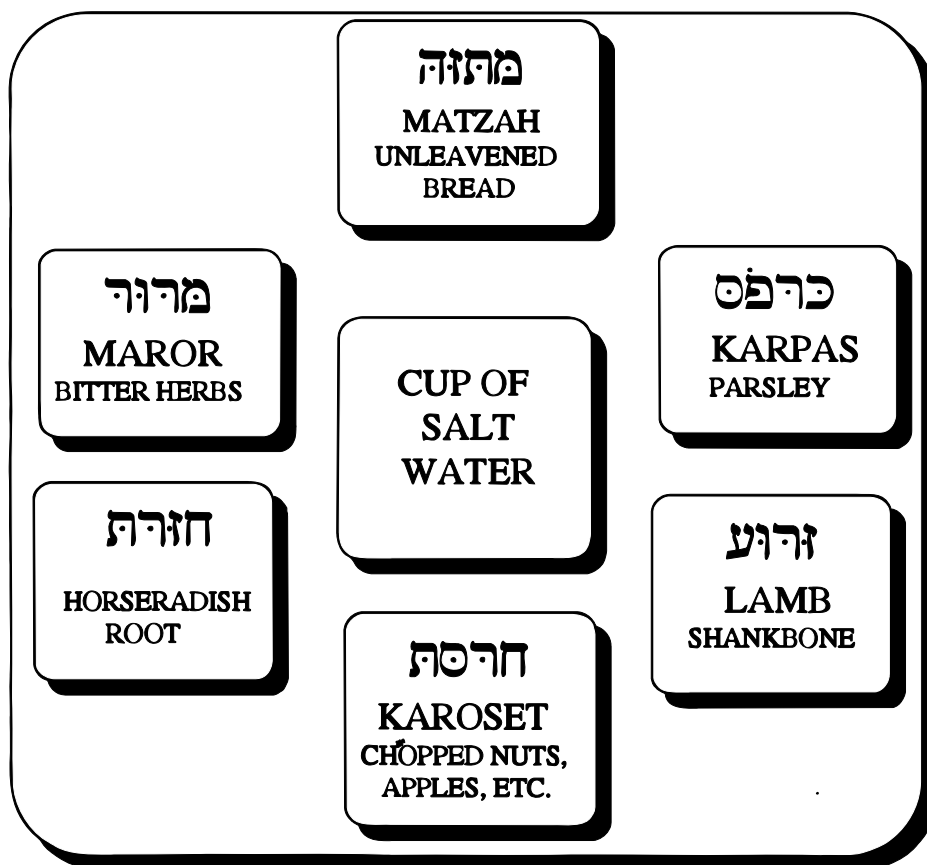 מתזה
MATZAH
UNLEAVENED
BREAD
כרפס
KARPAS
PARSLEY
מרור
MAROR
BITTER HERBS
CUP OF
SALT
WATER
חזרת
HORSERADISH
ROOT
זרוע
LAMB
SHANKBONE
חרסת
KAROSET
CHOPPED NUTS,
APPLES, ETC.